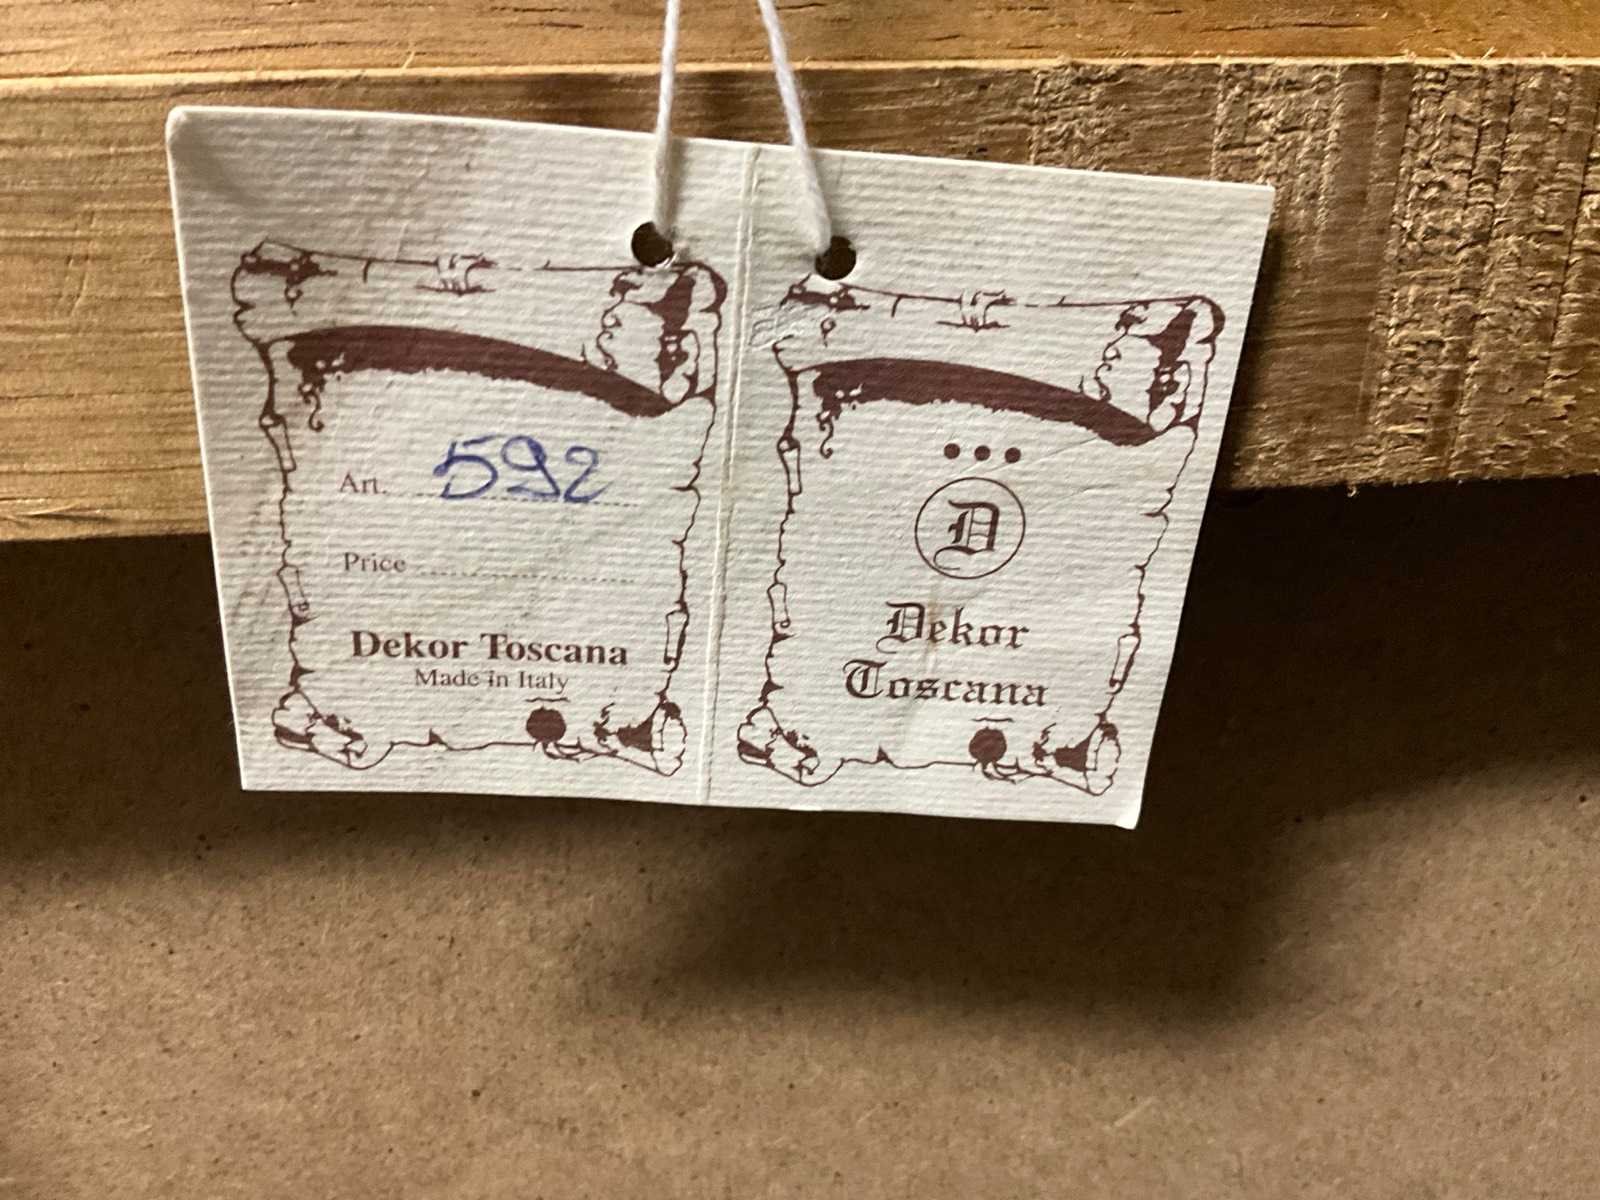 Art. 592
Price
Dekor Toscana
Made in Italy
D
Dekor
Toscana